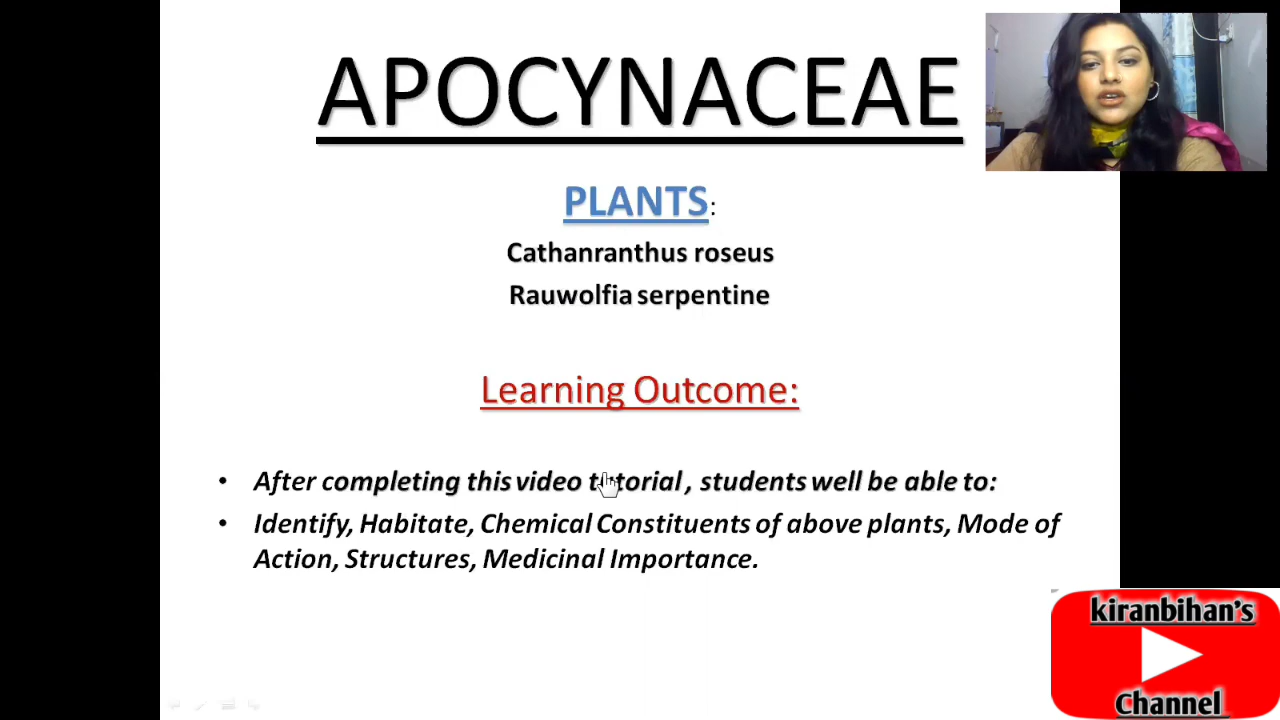 APOCYNACEAE
PLANTS:
Cathanranthus roseus
Rauwolfia serpentine
Learning Outcome:
• After completing this video tutorial , students well be able to:
• Identify, Habitate, Chemical Constituents of above plants, Mode of
Action, Structures, Medicinal Importance.
kiranbihan's
Channel